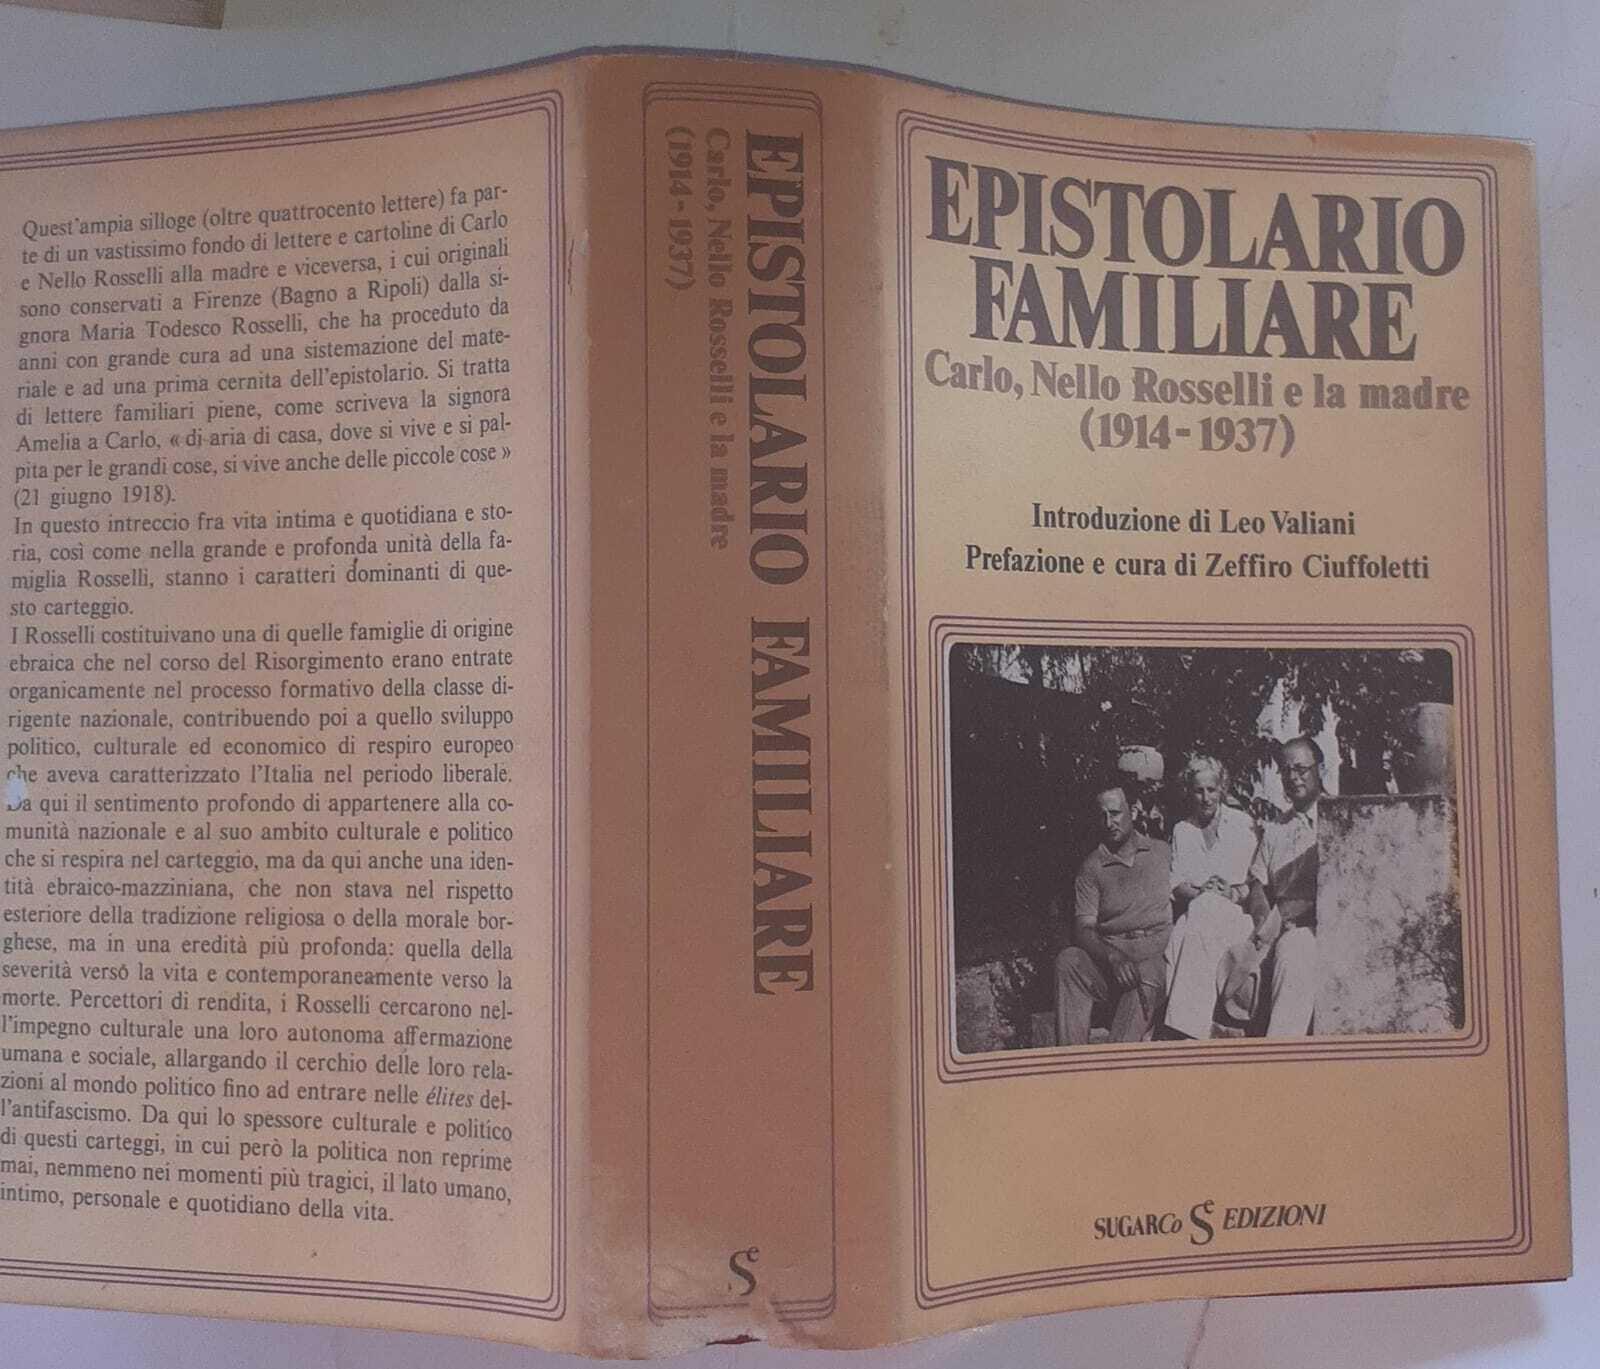 Quest'ampia silloge (oltre quattrocento lettere) fa par-
te di un vastissimo fondo di lettere e cartoline di Carlo
e Nello Rosselli alla madre e viceversa, i cui originali
sono conservati a Firenze (Bagno a Ripoli) dalla si-
gnora Maria Todesco Rosselli, che ha proceduto da
anni con grande cura ad una sistemazione del mate-
riale e ad una prima cernita dell'epistolario. Si tratta
di lettere familiari piene, come scriveva la signora
Amelia a Carlo, « di aria di casa, dove si vive e si pal-
pita per le grandi cose, si vive anche delle piccole cose »
(21 giugno 1918).
In questo intreccio fra vita intima e quotidiana e sto-
ria, così come nella grande e profonda unità della fa-
miglia Rosselli, stanno i caratteri dominanti di que-
sto carteggio.
I Rosselli costituivano una di quelle famiglie di origine
ebraica che nel corso del Risorgimento erano entrate
organicamente nel processo formativo della classe di-
rigente nazionale, contribuendo poi a quello sviluppo
politico, culturale ed economico di respiro europeo
che aveva caratterizzato l'Italia nel periodo liberale.
Da qui il sentimento profondo di appartenere alla co-
munità nazionale e al suo ambito culturale e politico
che si respira nel carteggio, ma da qui anche una iden-
tità ebraico-mazziniana, che non stava nel rispetto
esteriore della tradizione religiosa o della morale bor-
ghese, ma in una eredità più profonda: quella della
severità verso la vita e contemporaneamente verso la
morte. Percettori di rendita, i Rosselli cercarono nel-
l'impegno culturale una loro autonoma affermazione
umana e sociale, allargando il cerchio delle loro rela-
zioni al mondo politico fino ad entrare nelle élites del-
l'antifascismo. Da qui lo spessore culturale e politico
di questi carteggi, in cui però la politica non reprime
mai, nemmeno nei momenti più tragici, il lato umano,
intimo, personale e quotidiano della vita.
EPISTOLARIO FAMILIARE
Carlo, Nello Rosselli e la madre
(1914-1937)
Se
EPISTOLARIO
FAMILIARE
Carlo, Nello Rosselli e la madre
(1914-1937)
Introduzione di Leo Valiani
Prefazione e cura di Zeffiro Ciuffoletti
SUGARCo Se EDIZIONI